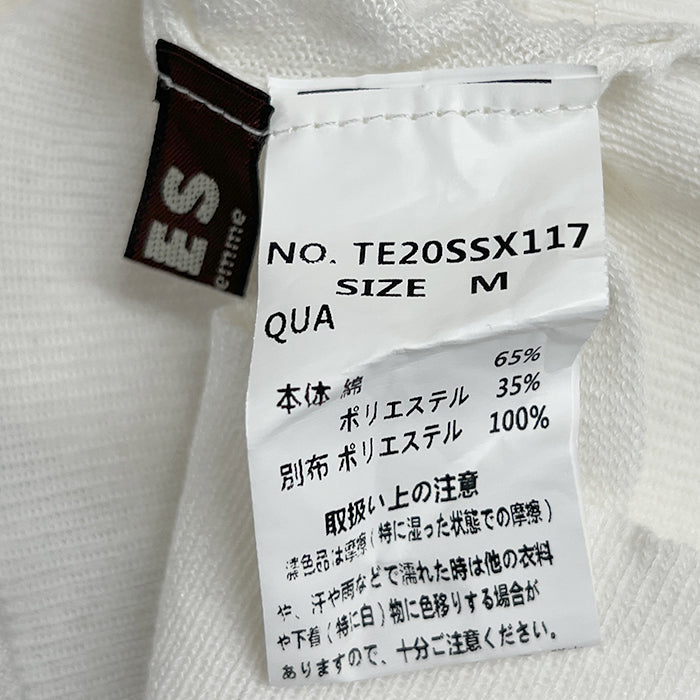 ES
emine
NO. TE20SSX117
SIZE M
QUA
本体 綿 65%
ポリエステル 35%
別布 ポリエステル 100%
取扱い上の注意
濃色品は摩擦(特に湿った状態での摩擦)
や、汗や雨などで濡れた時は他の衣料
や下着(特に白)物に色移りする場合が
ありますので、十分ご注意ください。